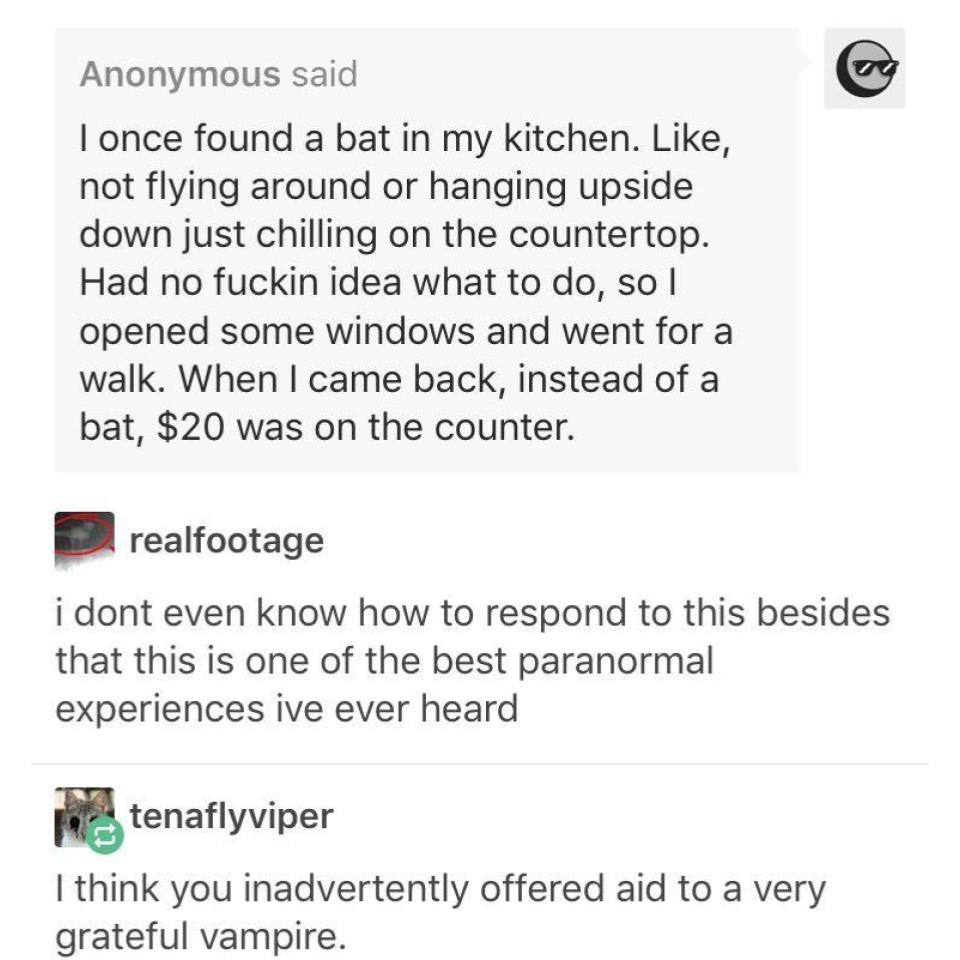 Anonymous said
I once found a bat in my kitchen. Like,
not flying around or hanging upside
down just chilling on the countertop.
Had no fuckin idea what to do, so I
opened some windows and went for a
walk. When I came back, instead of a
bat, $20 was on the counter.
realfootage
i dont even know how to respond to this besides
that this is one of the best paranormal
experiences ive ever heard
tenaflyviper
I think you inadvertently offered aid to a very
grateful vampire.